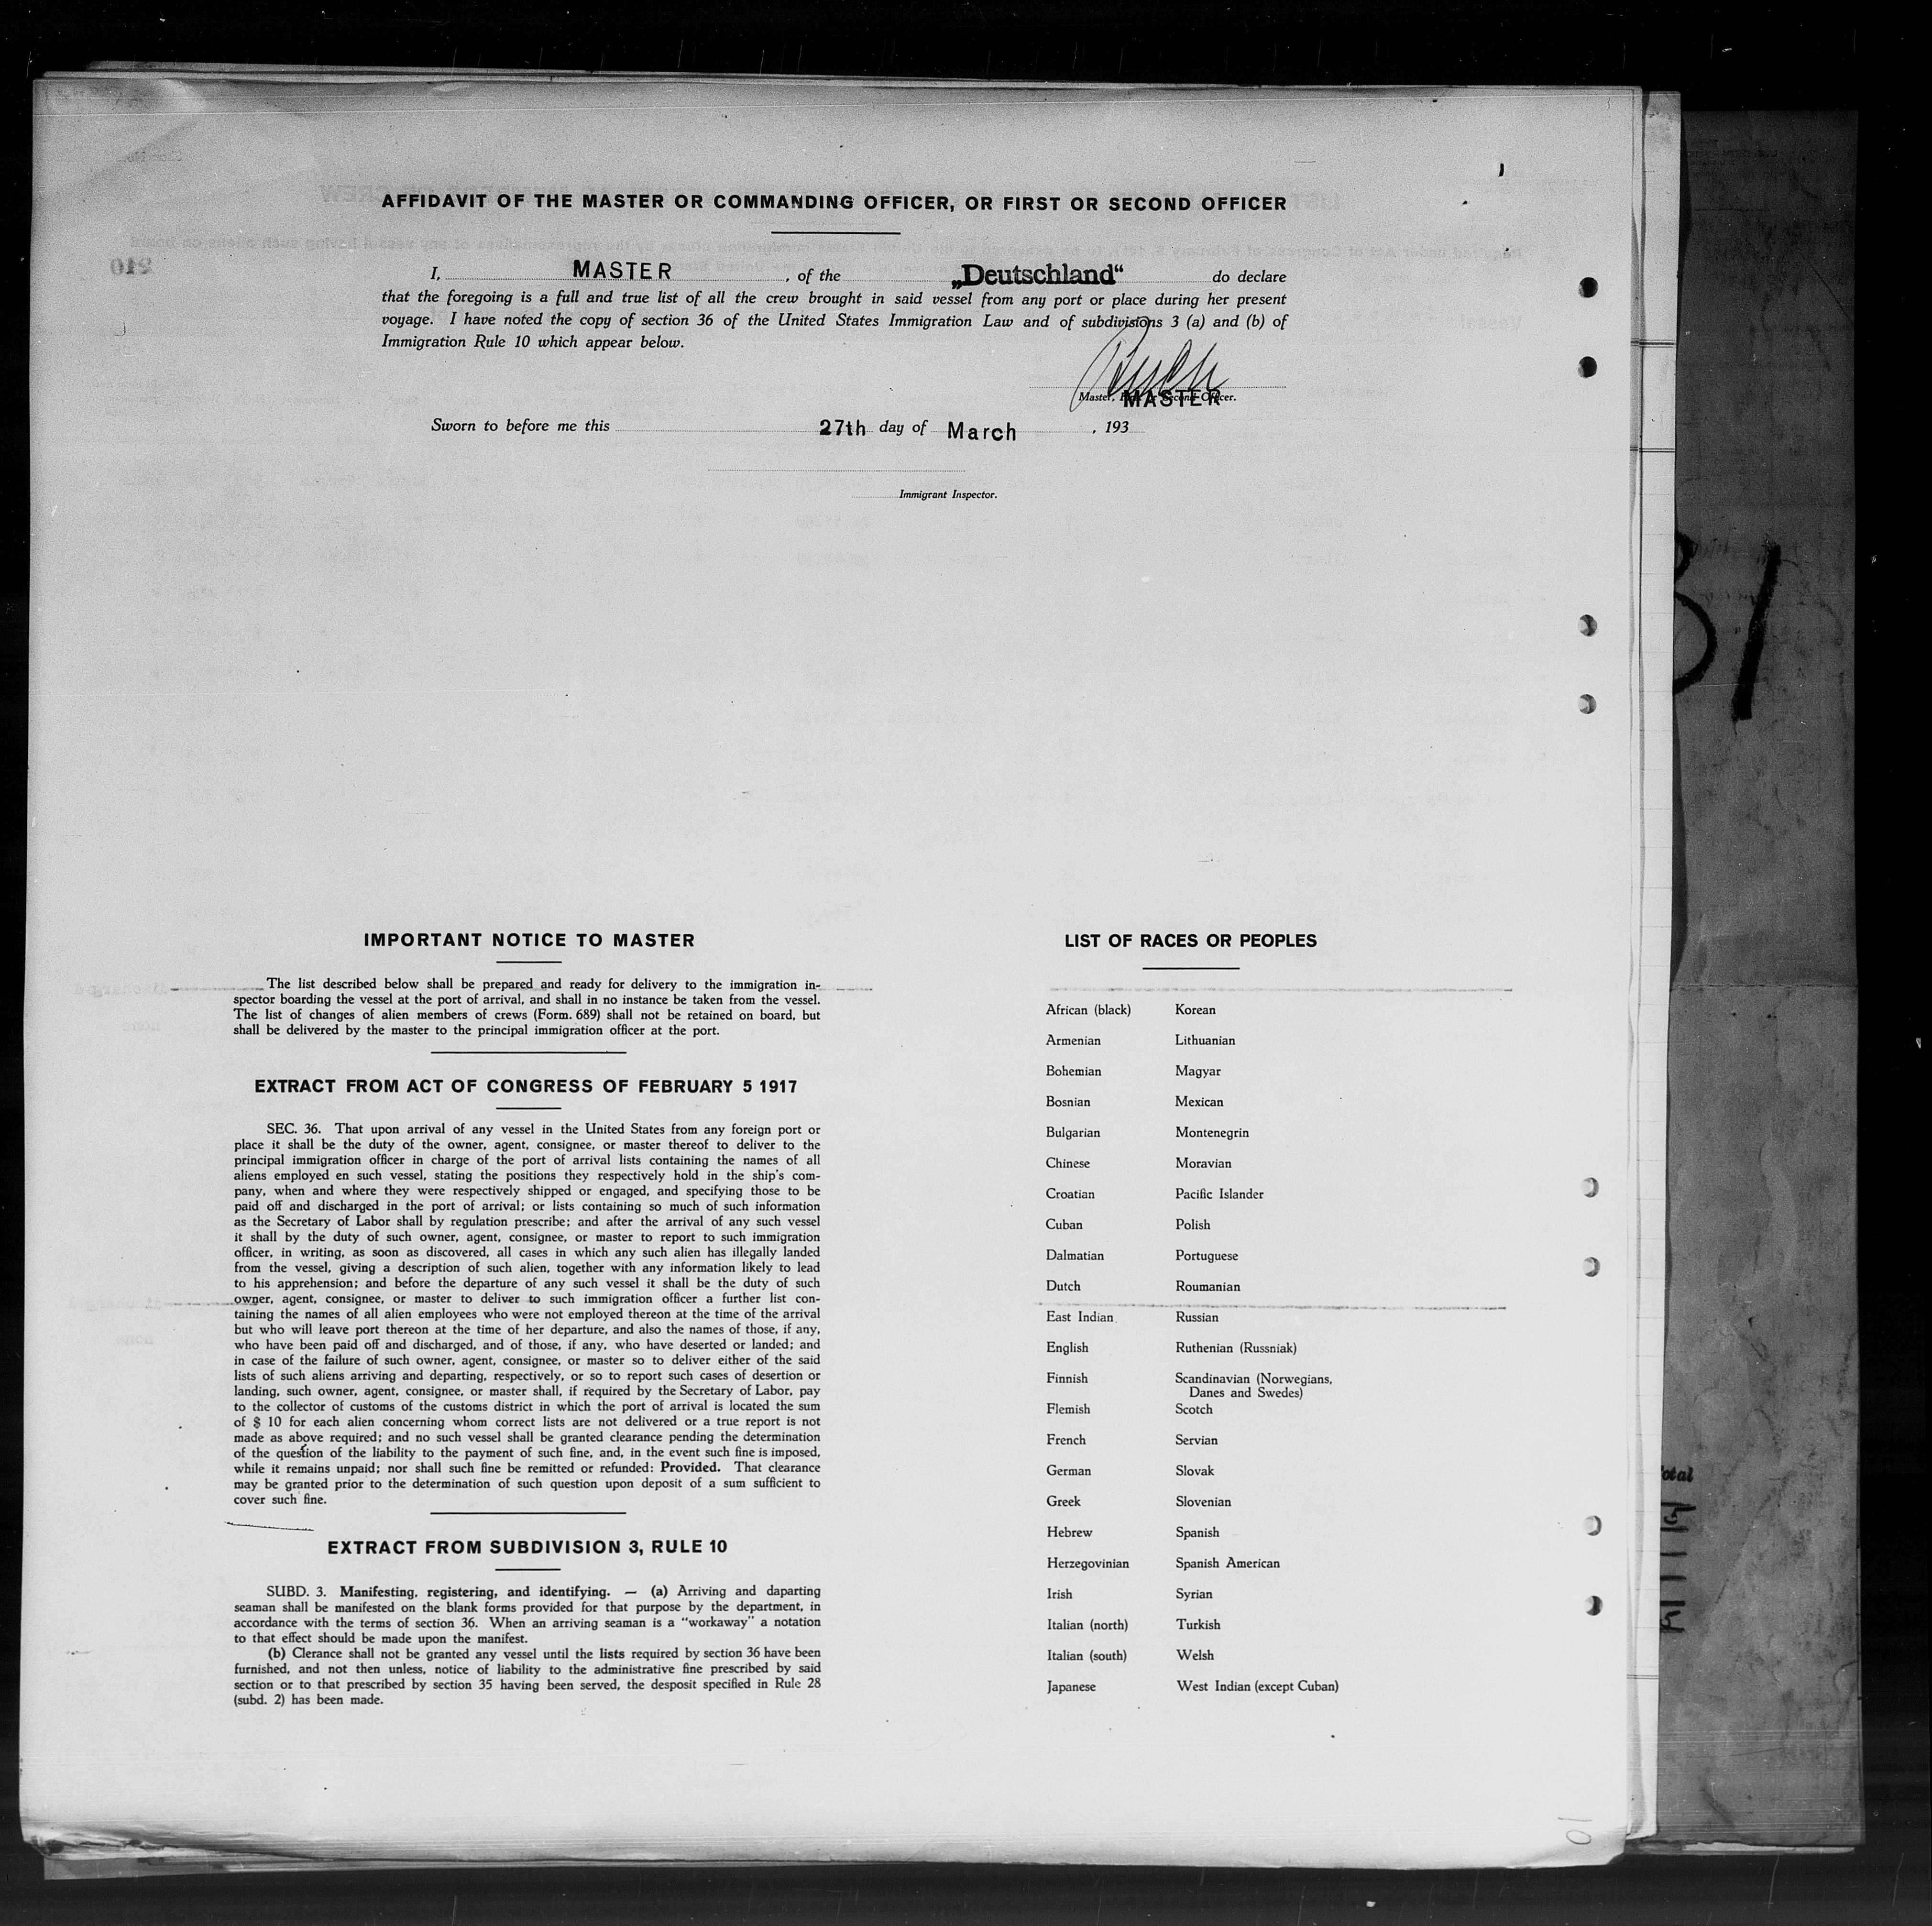 AFFIDAVIT OF THE MASTER OR COMMANDING OFFICER, OR FIRST OR SECOND OFFICER
I, MASTER, of the „Deutschland“ do declare
that the foregoing is a full and true list of all the crew brought in said vessel from any port or place during her present
voyage. I have noted the copy of section 36 of the United States Immigration Law and of subdivisions 3 (a) and (b) of
Immigration Rule 10 which appear below.
Master, First or Second Officer.
MASTER
Sworn to before me this 27th day of March, 193
Immigrant Inspector.
IMPORTANT NOTICE TO MASTER
The list described below shall be prepared and ready for delivery to the immigration in-
spector boarding the vessel at the port of arrival, and shall in no instance be taken from the vessel.
The list of changes of alien members of crews (Form. 689) shall not be retained on board, but
shall be delivered by the master to the principal immigration officer at the port.
EXTRACT FROM ACT OF CONGRESS OF FEBRUARY 5 1917
SEC. 36. That upon arrival of any vessel in the United States from any foreign port or
place it shall be the duty of the owner, agent, consignee, or master thereof to deliver to the
principal immigration officer in charge of the port of arrival lists containing the names of all
aliens employed en such vessel, stating the positions they respectively hold in the ship's com-
pany, when and where they were respectively shipped or engaged, and specifying those to be
paid off and discharged in the port of arrival; or lists containing so much of such information
as the Secretary of Labor shall by regulation prescribe; and after the arrival of any such vessel
it shall by the duty of such owner, agent, consignee, or master to report to such immigration
officer, in writing, as soon as discovered, all cases in which any such alien has illegally landed
from the vessel, giving a description of such alien, together with any information likely to lead
to his apprehension; and before the departure of any such vessel it shall be the duty of such
owner, agent, consignee, or master to deliver to such immigration officer a further list con-
taining the names of all alien employees who were not employed thereon at the time of the arrival
but who will leave port thereon at the time of her departure, and also the names of those, if any,
who have been paid off and discharged, and of those, if any, who have deserted or landed; and
in case of the failure of such owner, agent, consignee, or master so to deliver either of the said
lists of such aliens arriving and departing, respectively, or so to report such cases of desertion or
landing, such owner, agent, consignee, or master shall, if required by the Secretary of Labor, pay
to the collector of customs of the customs district in which the port of arrival is located the sum
of $ 10 for each alien concerning whom correct lists are not delivered or a true report is not
made as above required; and no such vessel shall be granted clearance pending the determination
of the question of the liability to the payment of such fine, and, in the event such fine is imposed,
while it remains unpaid; nor shall such fine be remitted or refunded: Provided. That clearance
may be granted prior to the determination of such question upon deposit of a sum sufficient to
cover such fine.
EXTRACT FROM SUBDIVISION 3, RULE 10
SUBD. 3. Manifesting, registering, and identifying. — (a) Arriving and daparting
seaman shall be manifested on the blank forms provided for that purpose by the department, in
accordance with the terms of section 36. When an arriving seaman is a “workaway” a notation
to that effect should be made upon the manifest.
(b) Clerance shall not be granted any vessel until the lists required by section 36 have been
furnished, and not then unless, notice of liability to the administrative fine prescribed by said
section or to that prescribed by section 35 having been served, the desposit specified in Rule 28
(subd. 2) has been made.
LIST OF RACES OR PEOPLES
African (black) Korean
Armenian Lithuanian
Bohemian Magyar
Bosnian Mexican
Bulgarian Montenegrin
Chinese Moravian
Croatian Pacific Islander
Cuban Polish
Dalmatian Portuguese
Dutch Roumanian
East Indian Russian
English Ruthenian (Russniak)
Finnish Scandinavian (Norwegians,
Danes and Swedes)
Flemish Scotch
French Servian
German Slovak
Greek Slovenian
Hebrew Spanish
Herzegovinian Spanish American
Irish Syrian
Italian (north) Turkish
Italian (south) Welsh
Japanese West Indian (except Cuban)
10